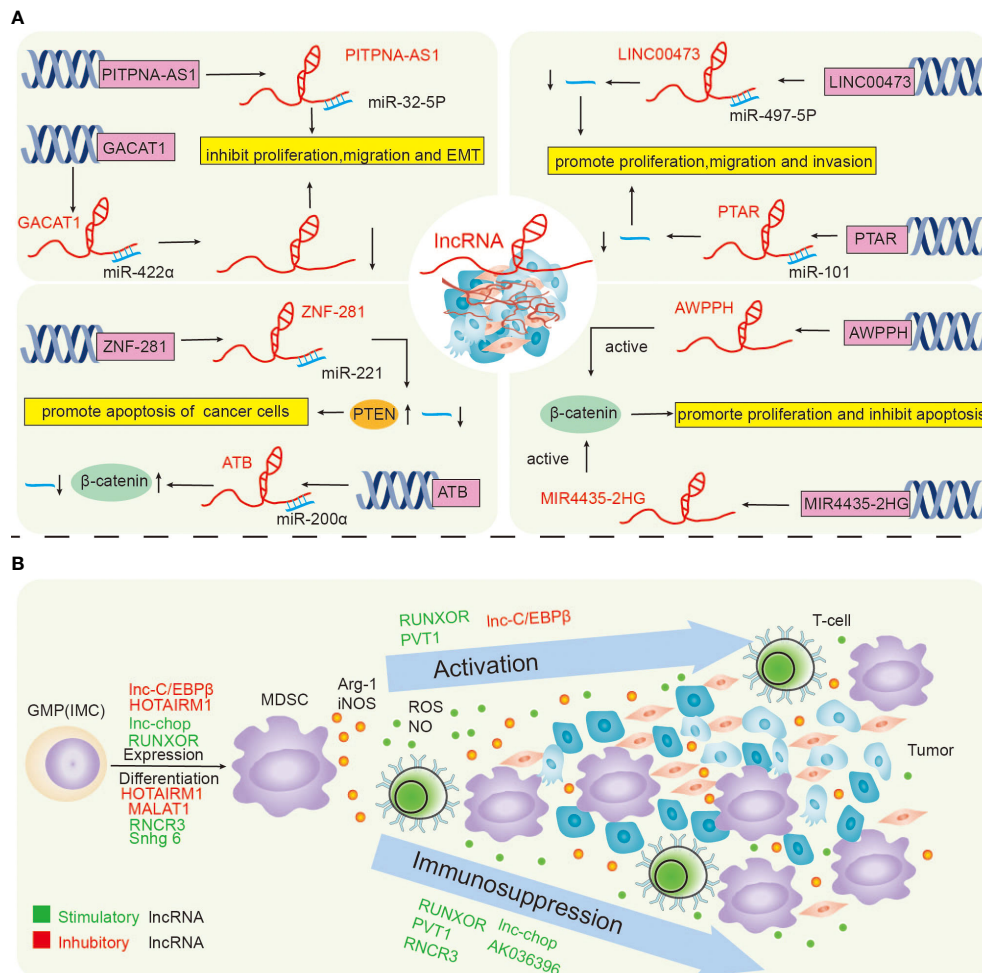 A
PITPNA-AS1
PITPNA-AS1
miR-32-5P
GACAT1
inhibit proliferation,migration and EMT
GACAT1
miR-422α
LINC00473
LINC00473
miR-497-5P
promote proliferation,migration and invasion
PTAR
PTAR
miR-101
lncRNA
ZNF-281
ZNF-281
miR-221
promote apoptosis of cancer cells
PTEN
β-catenin
ATB
ATB
miR-200α
AWPPH
AWPPH
active
β-catenin
promorte proliferation and inhibit apoptosis
active
MIR4435-2HG
MIR4435-2HG
B
GMP(IMC)
lnc-C/EBPβ
HOTAIRM1
lnc-chop
RUNXOR
Expression
Differentiation
HOTAIRM1
MALAT1
RNCR3
Snhg 6
MDSC
Arg-1
iNOS
ROS
NO
RUNXOR
PVT1
lnc-C/EBPβ
Activation
T-cell
Tumor
Immunosuppression
RUNXOR
PVT1
RNCR3
lnc-chop
AK036396
Stimulatory lncRNA
Inhubitory lncRNA